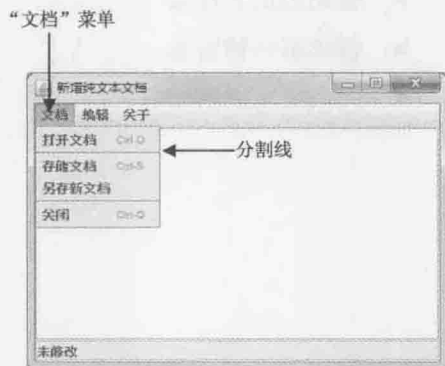 “文档”菜单
新增纯文本文档
文档 编辑 关于
打开文档 Ctrl-O
分割线
存储文档 Ctrl-S
另存新文档
关闭 Ctrl-Q
未修改